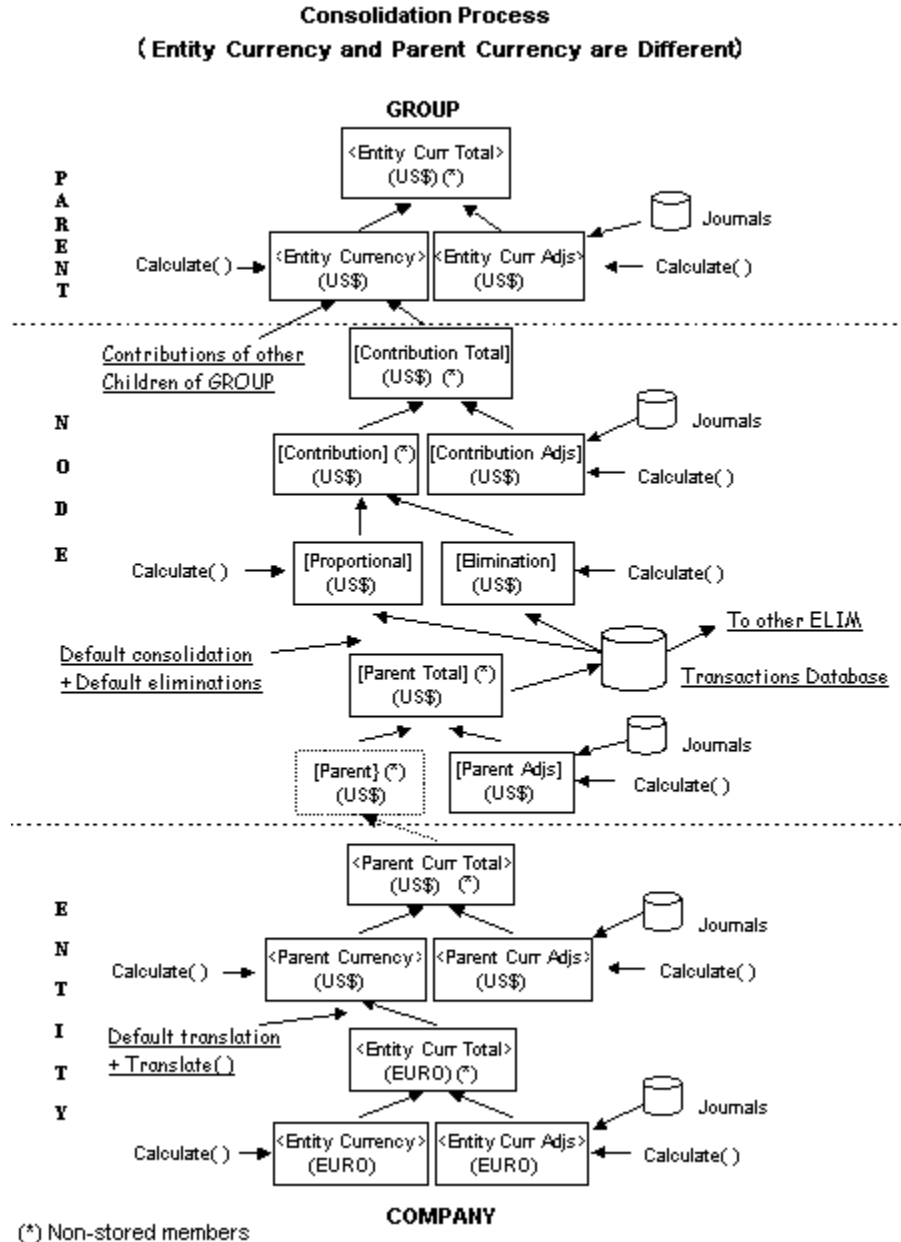 Consolidation Process
( Entity Currency and Parent Currency are Different)
GROUP
<Entity Curr Total>
(US$) (*)
PARENT
Journals
Calculate( )
<Entity Currency>
(US$)
<Entity Curr Adjs>
(US$)
Calculate( )
Contributions of other
Children of GROUP
[Contribution Total]
(US$) (*)
NODE
Journals
[Contribution] (*)
(US$)
[Contribution Adjs]
(US$)
Calculate( )
Calculate( )
[Proportional]
(US$)
[Elimination]
(US$)
Calculate( )
To other ELIM
Default consolidation
+ Default eliminations
[Parent Total] (*)
(US$)
Transactions Database
Journals
[Parent} (*)
(US$)
[Parent Adjs]
(US$)
Calculate( )
<Parent Curr Total>
(US$) (*)
ENTITY
Journals
Calculate( )
<Parent Currency>
(US$)
<Parent Curr Adjs>
(US$)
Calculate( )
Default translation
+ Translate( )
<Entity Curr Total>
(EURO) (*)
Journals
Calculate( )
<Entity Currency>
(EURO)
<Entity Curr Adjs>
(EURO)
Calculate( )
COMPANY
(*) Non-stored members